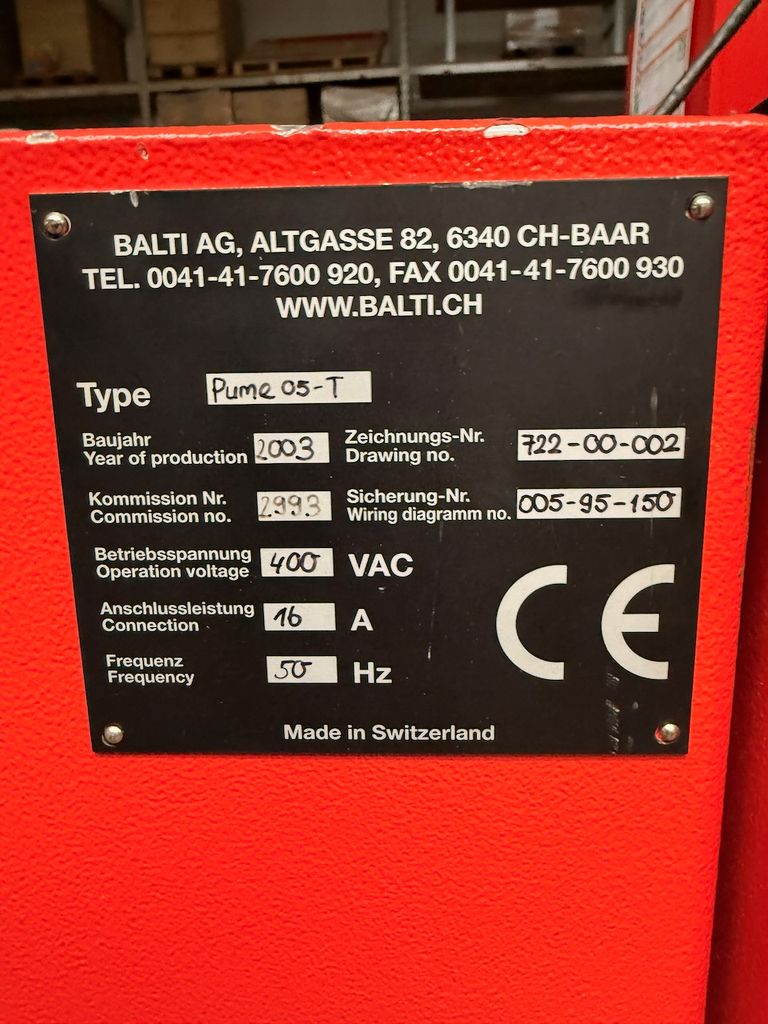 BALTI AG, ALTGASSE 82, 6340 CH-BAAR
TEL. 0041-41-7600 920, FAX 0041-41-7600 930
WWW.BALTI.CH
Type Pume 05-T
Baujahr
Year of production 2003
Zeichnungs-Nr.
Drawing no. 722-00-002
Kommission Nr.
Commission no. 2993
Sicherung-Nr.
Wiring diagramm no. 005-95-150
Betriebsspannung
Operation voltage 400 VAC
Anschlussleistung
Connection 16 A
Frequenz
Frequency 50 Hz
CE
Made in Switzerland